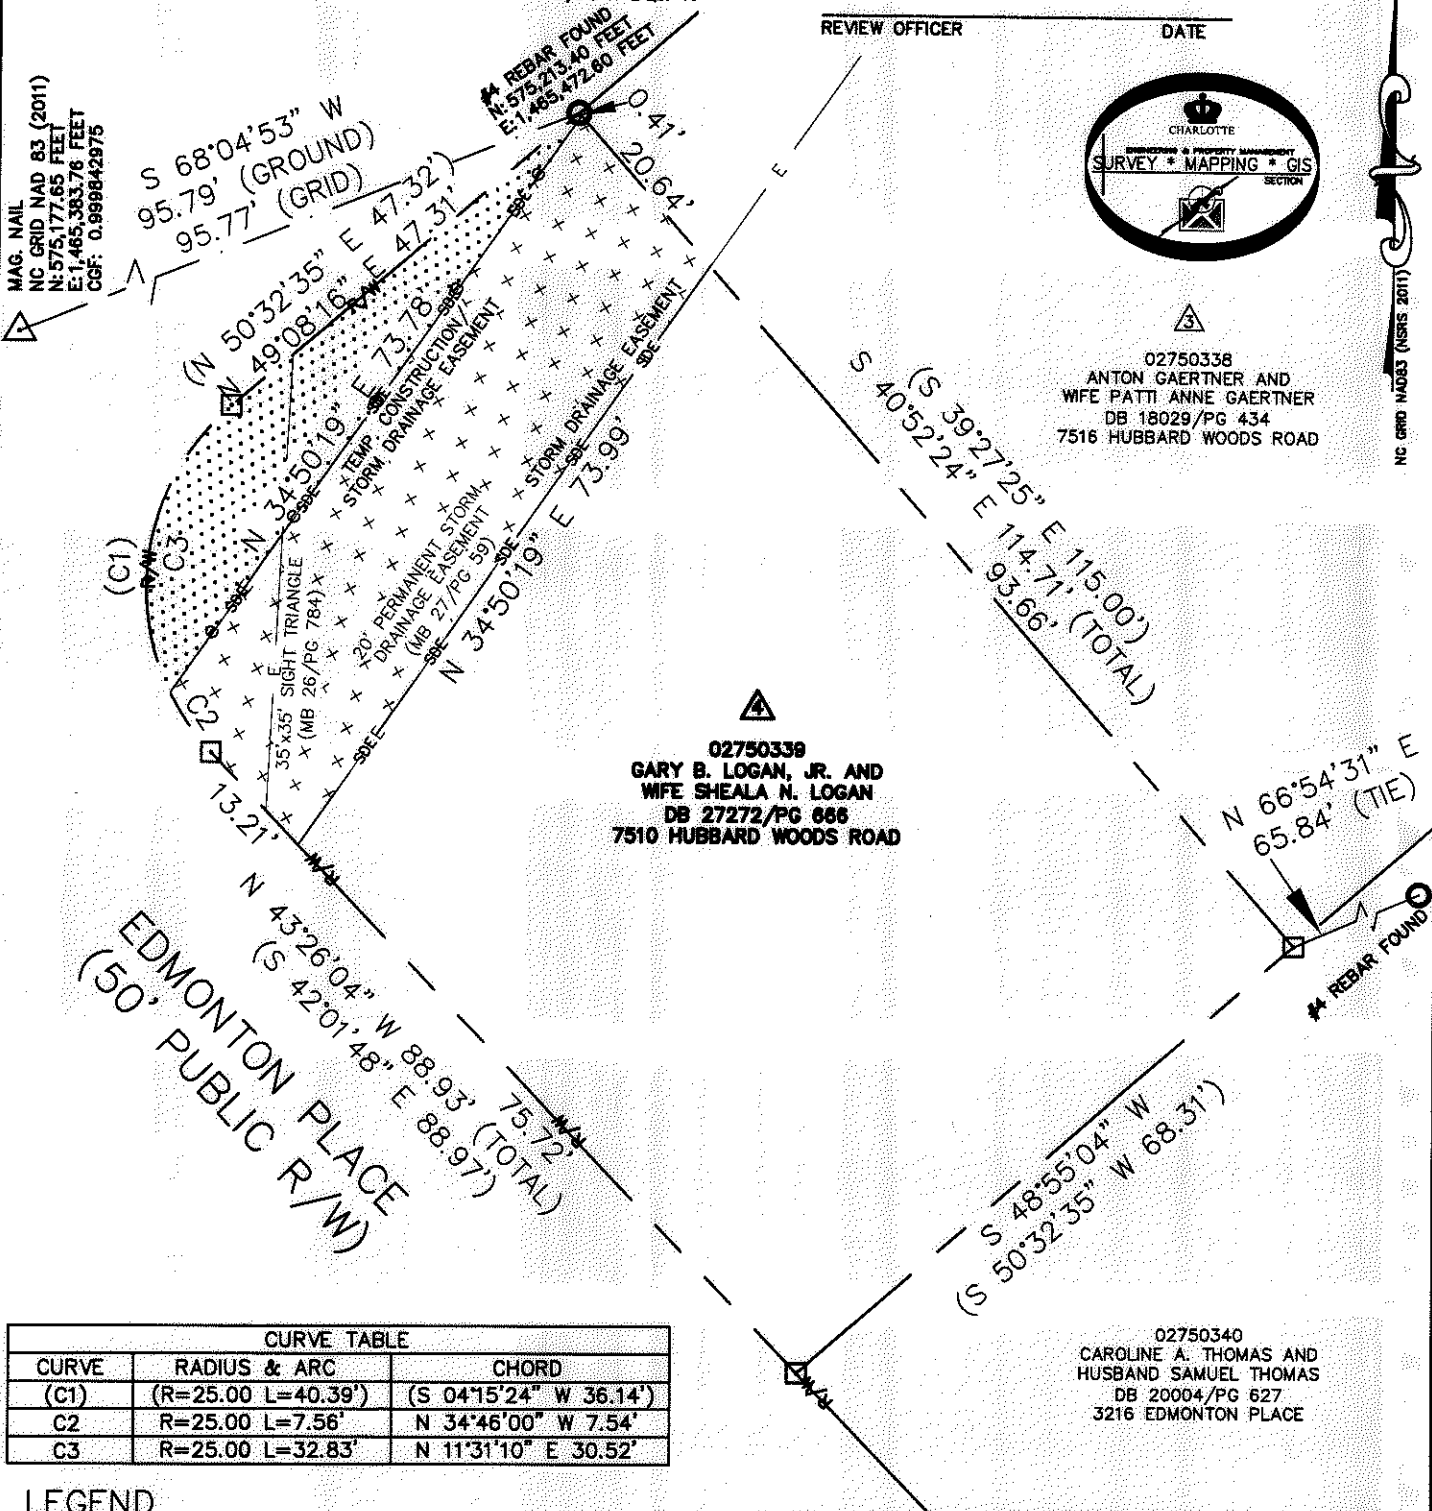 REVIEW OFFICER
DATE
MAG. NAIL
NC GRID NAD 83 (2011)
N:575,177.65 FEET
E:1,465,383.76 FEET
CGF: 0.999842975
#4 REBAR FOUND
N:575,213.40 FEET
E:1,465,472.60 FEET
S 68°04'53" W
95.79' (GROUND)
95.77' (GRID)
0.41'
20.64'
(N 50°32'35" E 47.32')
N 49°08'16" E 47.31'
R/W
E
CHARLOTTE
ENGINEERING & PROPERTY MANAGEMENT
SURVEY * MAPPING * GIS
SECTION
NC GRID NAD83 (NSRS 2011)
3
02750338
ANTON GAERTNER AND
WIFE PATTI ANNE GAERTNER
DB 18029/PG 434
7516 HUBBARD WOODS ROAD
N 34°50'19" E 73.78'
SDE
SDE
SDE
SDE
SDE
TEMP. CONSTRUCTION/
STORM DRAINAGE EASEMENT
STORM DRAINAGE EASEMENT
SDE
SDE
SDE
SDE
SDE
N 34°50'19" E 73.99'
(C1)
R/W
C3
C2
E
35'x35' SIGHT TRIANGLE
(MB 26/PG 784)
20' PERMANENT STORM
DRAINAGE EASEMENT
(MB 27/PG 59)
(S 39°27'25" E 115.00')
S 40°52'24" E 114.71' (TOTAL)
93.66'
4
02750339
GARY B. LOGAN, JR. AND
WIFE SHEALA N. LOGAN
DB 27272/PG 666
7510 HUBBARD WOODS ROAD
N 66°54'31" E
65.84' (TIE)
#4 REBAR FOUND
13.21'
R/W
N 43°26'04" W 88.93' (TOTAL)
(S 42°01'48" E 88.97')
75.72'
R/W
EDMONTON PLACE
(50' PUBLIC R/W)
S 48°55'04" W
(S 50°32'35" W 68.31')
R/W
02750340
CAROLINE A. THOMAS AND
HUSBAND SAMUEL THOMAS
DB 20004/PG 627
3216 EDMONTON PLACE
CURVE TABLE
CURVE RADIUS & ARC CHORD
(C1) (R=25.00 L=40.39') (S 04°15'24" W 36.14')
C2 R=25.00 L=7.56' N 34°46'00" W 7.54'
C3 R=25.00 L=32.83' N 11°31'10" E 30.52'
LEGEND